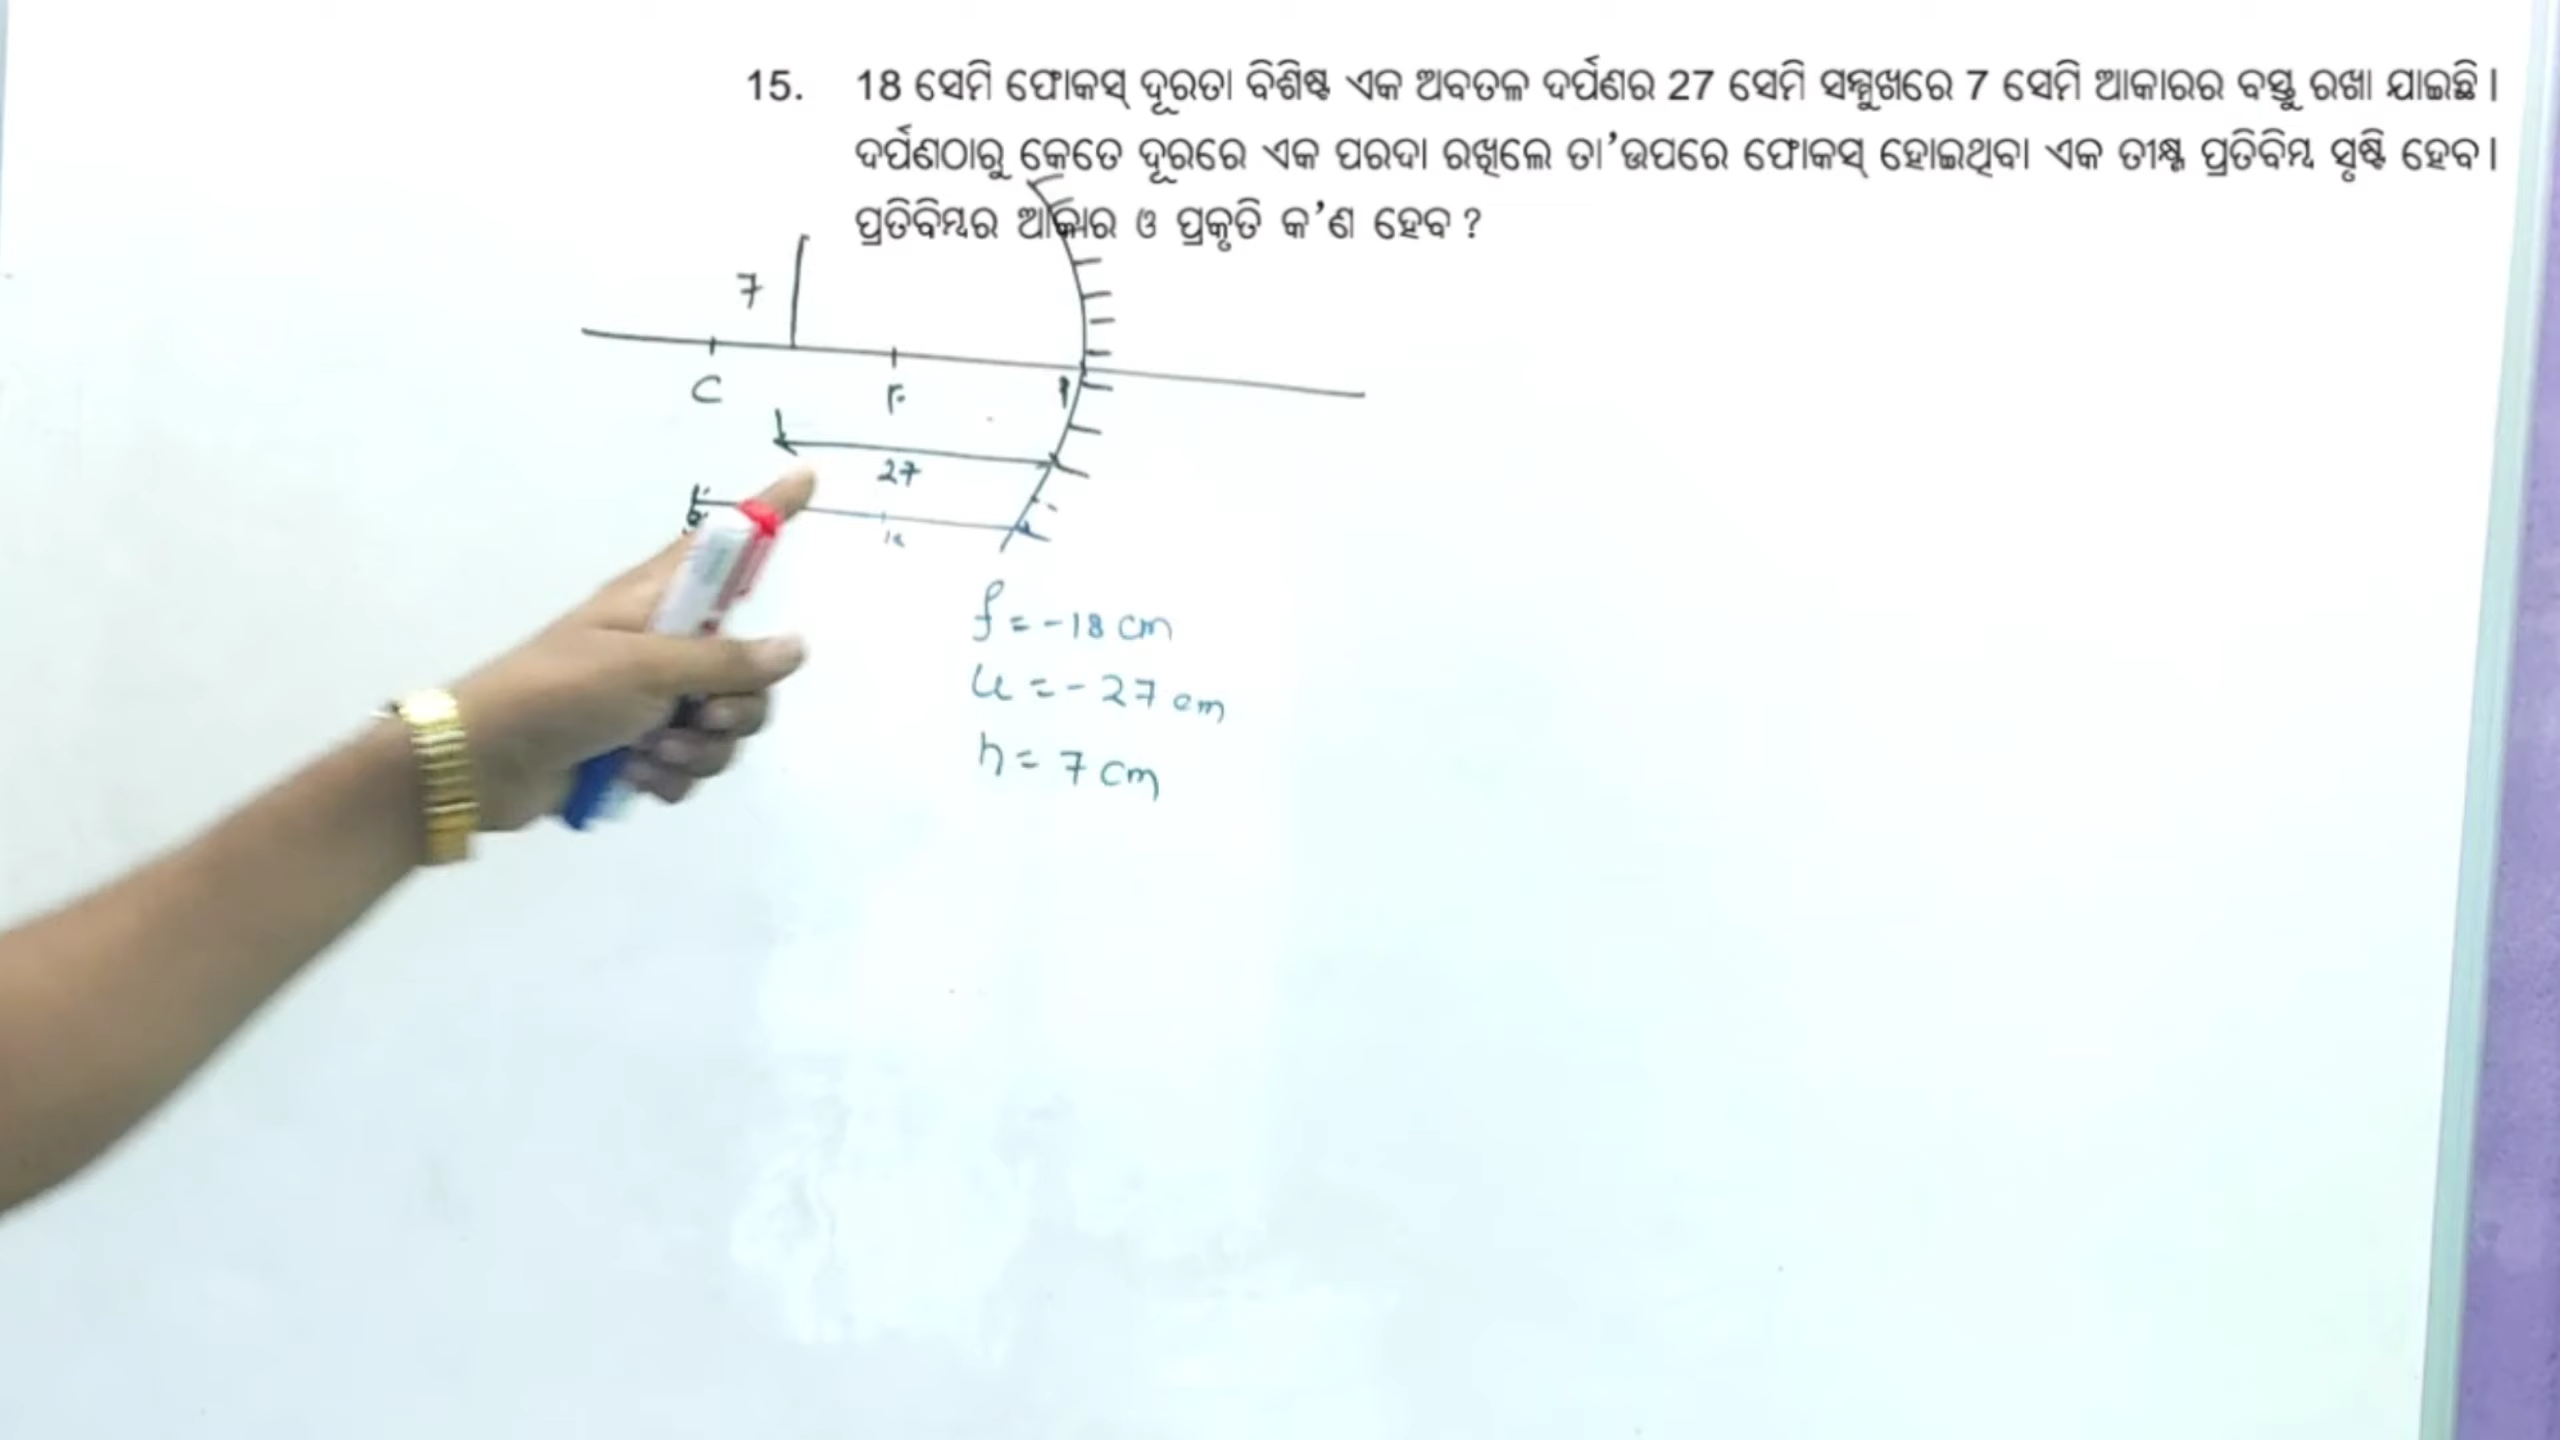 15. 18 ସେମି ଫୋକସ୍ ଦୂରତା ବିଶିଷ୍ଟ ଏକ ଅବତଳ ଦର୍ପଣର 27 ସେମି ସମ୍ମୁଖରେ 7 ସେମି ଆକାରର ବସ୍ତୁ ରଖା ଯାଇଛି।
ଦର୍ପଣଠାରୁ କେତେ ଦୂରରେ ଏକ ପରଦା ରଖିଲେ ତା’ଉପରେ ଫୋକସ୍ ହୋଇଥିବା ଏକ ତୀକ୍ଷ୍ଣ ପ୍ରତିବିମ୍ବ ସୃଷ୍ଟି ହେବ।
ପ୍ରତିବିମ୍ବର ଆକାର ଓ ପ୍ରକୃତି କ’ଣ ହେବ?
7
C F P
27
f = -18 cm
u = - 27 cm
h = 7 cm